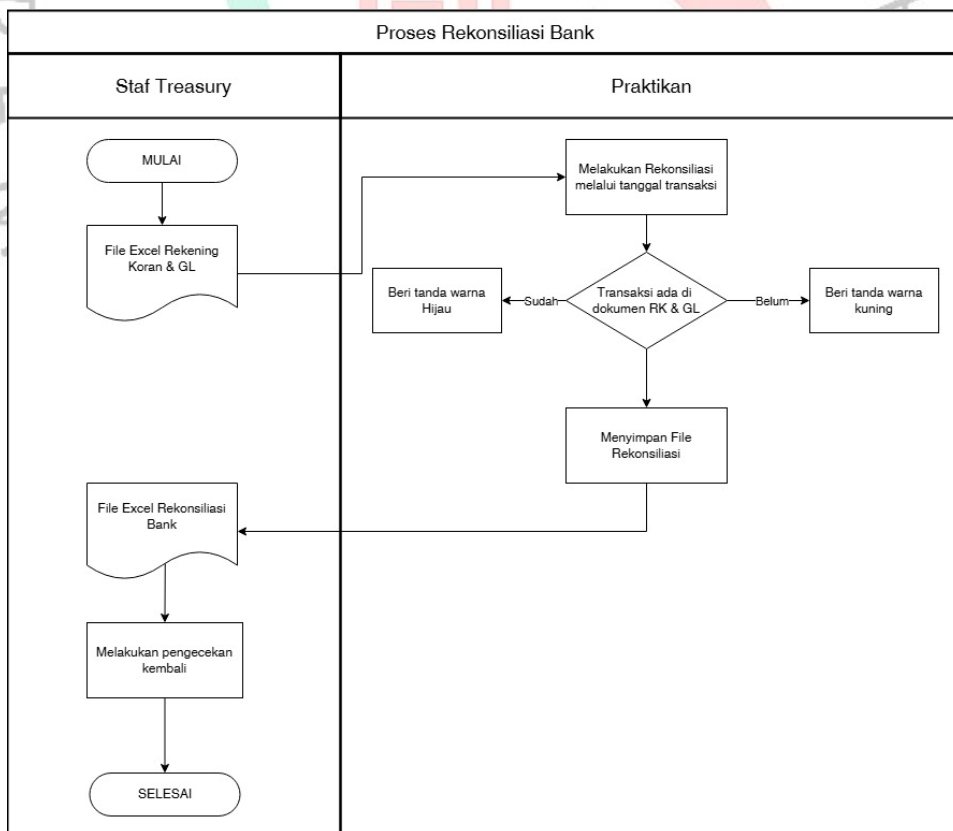 Proses Rekonsiliasi Bank
Staf Treasury
Praktikan
MULAI
File Excel Rekening
Koran & GL
Melakukan Rekonsiliasi
melalui tanggal transaksi
Beri tanda warna
Hijau
Sudah
Transaksi ada di
dokumen RK & GL
Belum
Beri tanda warna
kuning
Menyimpan File
Rekonsiliasi
File Excel Rekonsiliasi
Bank
Melakukan pengecekan
kembali
SELESAI